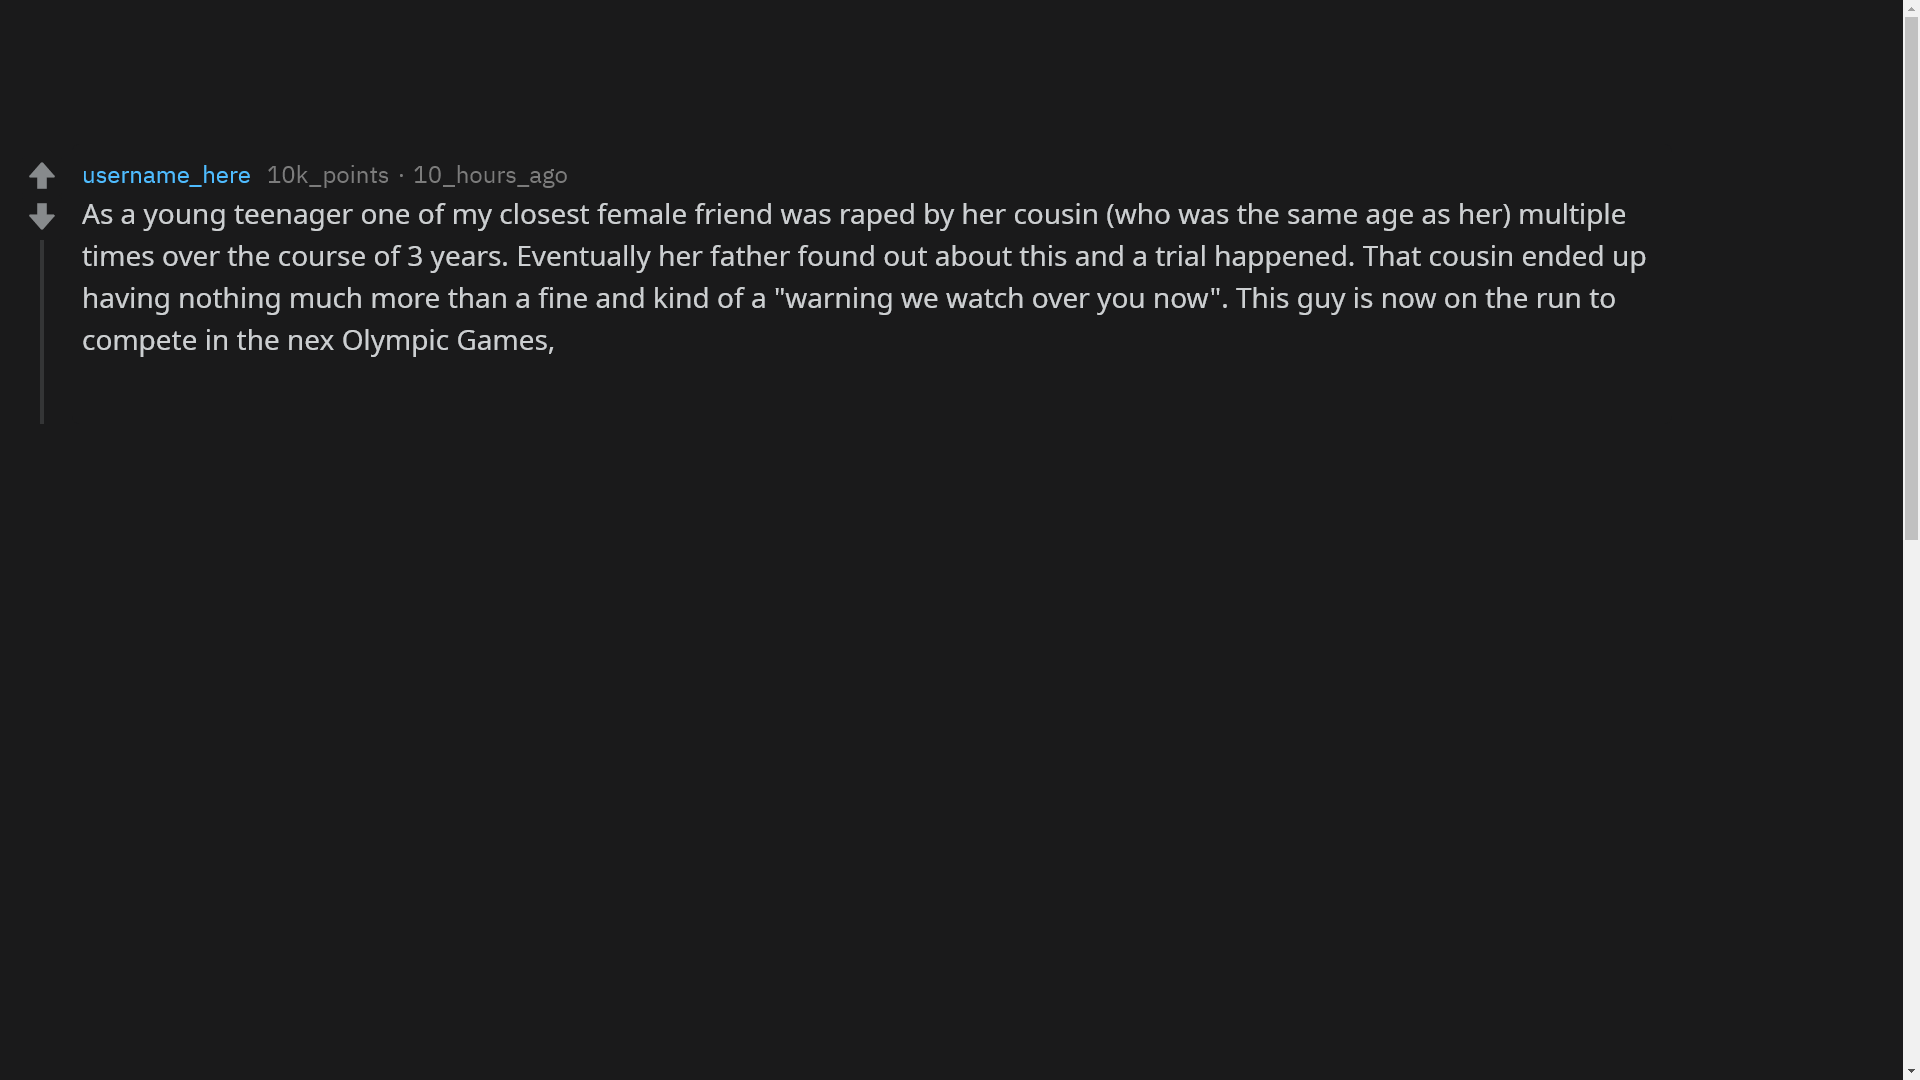 username_here 10k_points · 10_hours_ago
As a young teenager one of my closest female friend was raped by her cousin (who was the same age as her) multiple
times over the course of 3 years. Eventually her father found out about this and a trial happened. That cousin ended up
having nothing much more than a fine and kind of a "warning we watch over you now". This guy is now on the run to
compete in the nex Olympic Games,